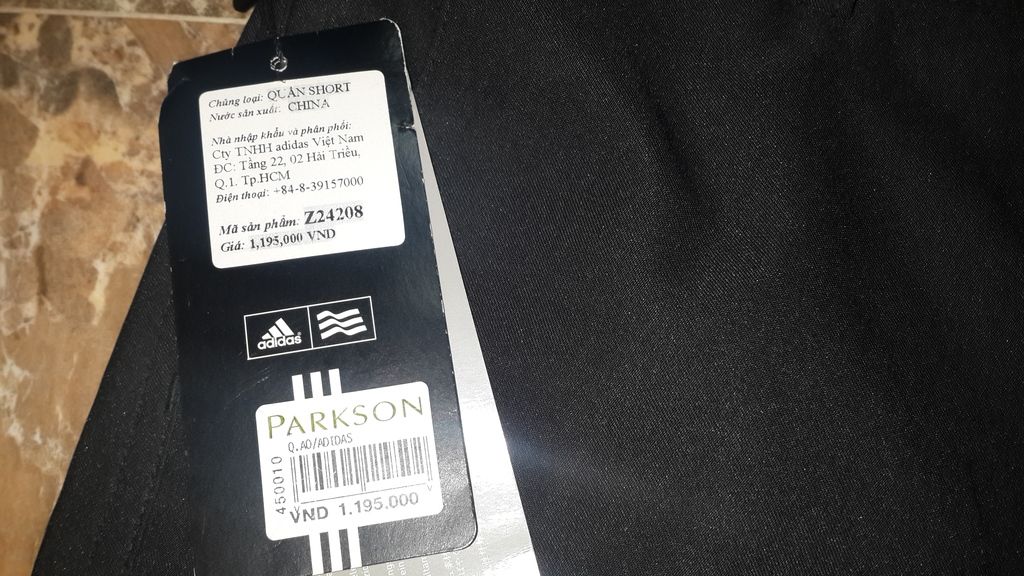 Chủng loại: QUẦN SHORT
Nước sản xuất: CHINA
Nhà nhập khẩu và phân phối:
Cty TNHH adidas Việt Nam
ĐC: Tầng 22, 02 Hải Triều,
Q.1. Tp.HCM
Điện thoại: +84-8-39157000
Mã sản phẩm: Z24208
Giá: 1,195,000 VND
adidas
PARKSON
Q.AO/ADIDAS
450010
VND 1.195.000